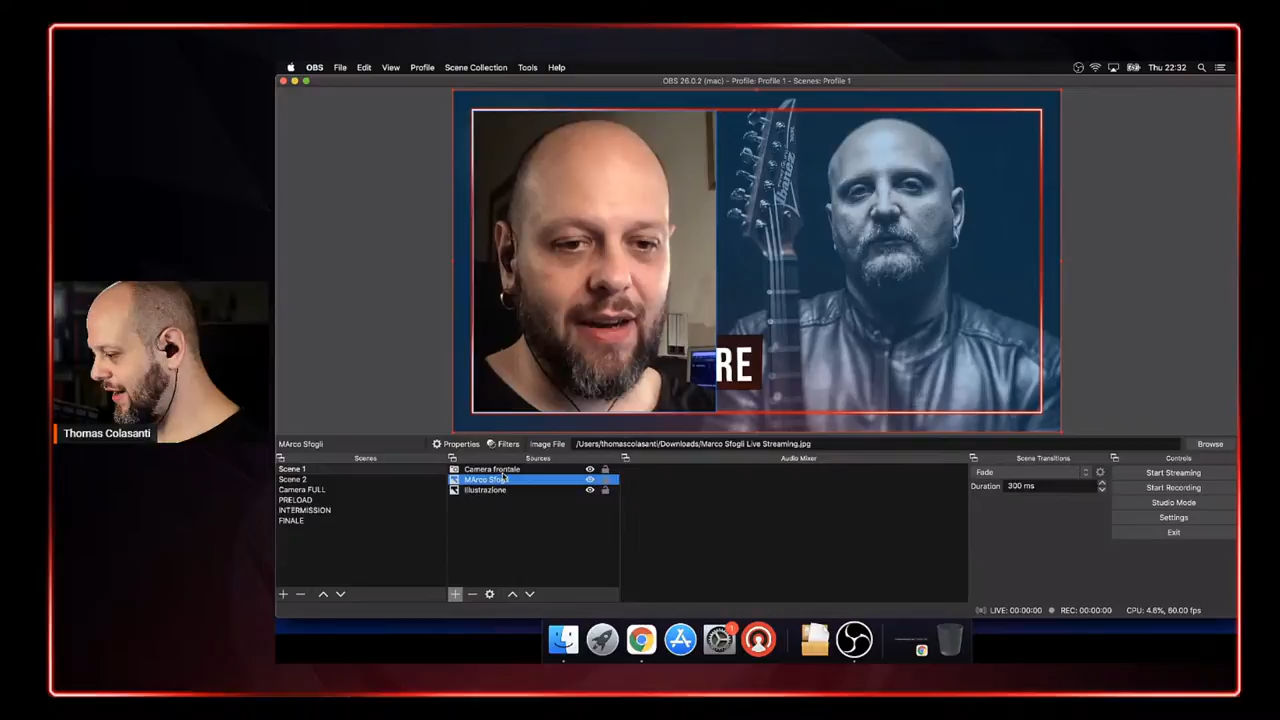 OBS File Edit View Profile Scene Collection Tools Help
Thu 22:32
OBS 26.0.2 (mac) - Profile: Profile 1 - Scenes: Profile 1
Ibanez
RE
Thomas Colasanti
MArco Sfogli
Properties
Filters
Image File
/Users/thomascolasanti/Downloads/Marco Sfogli Live Streaming.jpg
Browse
Scenes
Sources
Audio Mixer
Scene Transitions
Controls
Scene 1
Scene 2
Camera FULL
PRELOAD
INTERMISSION
FINALE
Camera frontale
MArco Sfogli
Illustrazione
Fade
Duration 300 ms
Start Streaming
Start Recording
Studio Mode
Settings
Exit
LIVE: 00:00:00
REC: 00:00:00
CPU: 4.6%, 60.00 fps
1